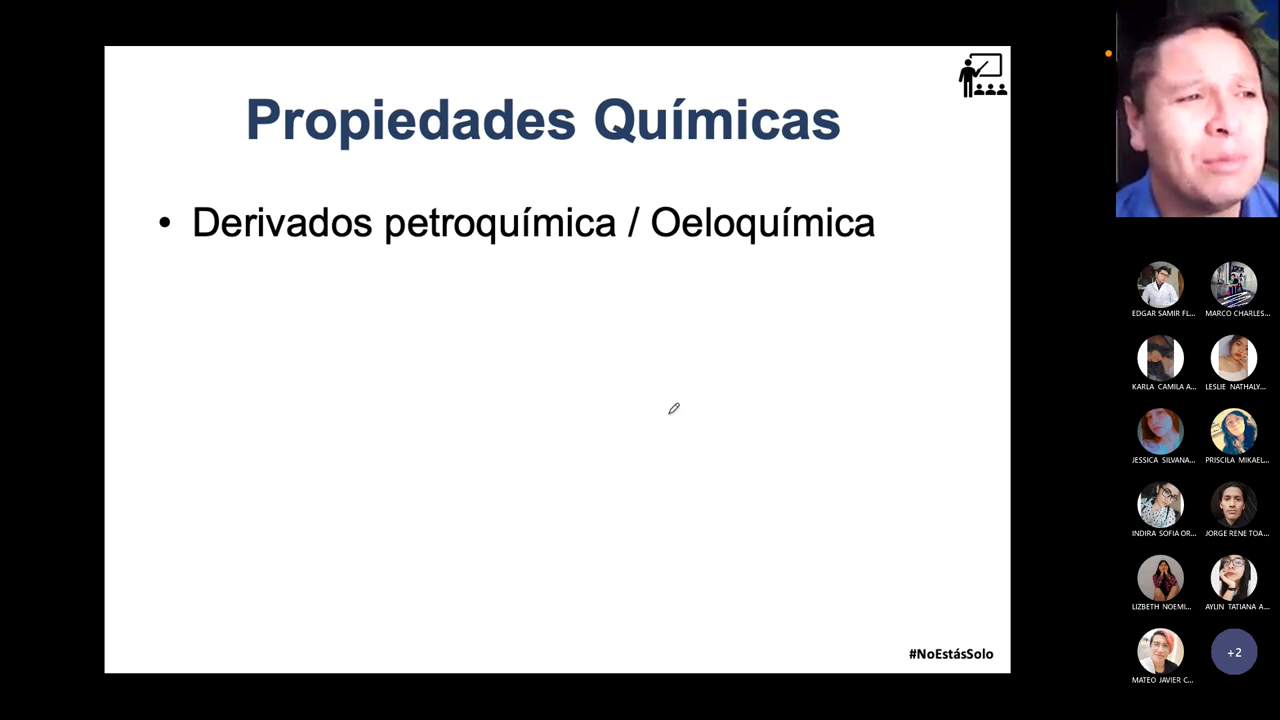 Propiedades Químicas
• Derivados petroquímica / Oeloquímica
#NoEstásSolo
EDGAR SAMIR FL...
MARCO CHARLES...
KARLA CAMILA A...
LESLIE NATHALY...
JESSICA SILVANA...
PRISCILA MIKAEL...
INDIRA SOFIA OR...
JORGE RENE TOA...
LIZBETH NOEMI...
AYLIN TATIANA A...
MATEO JAVIER C...
+2